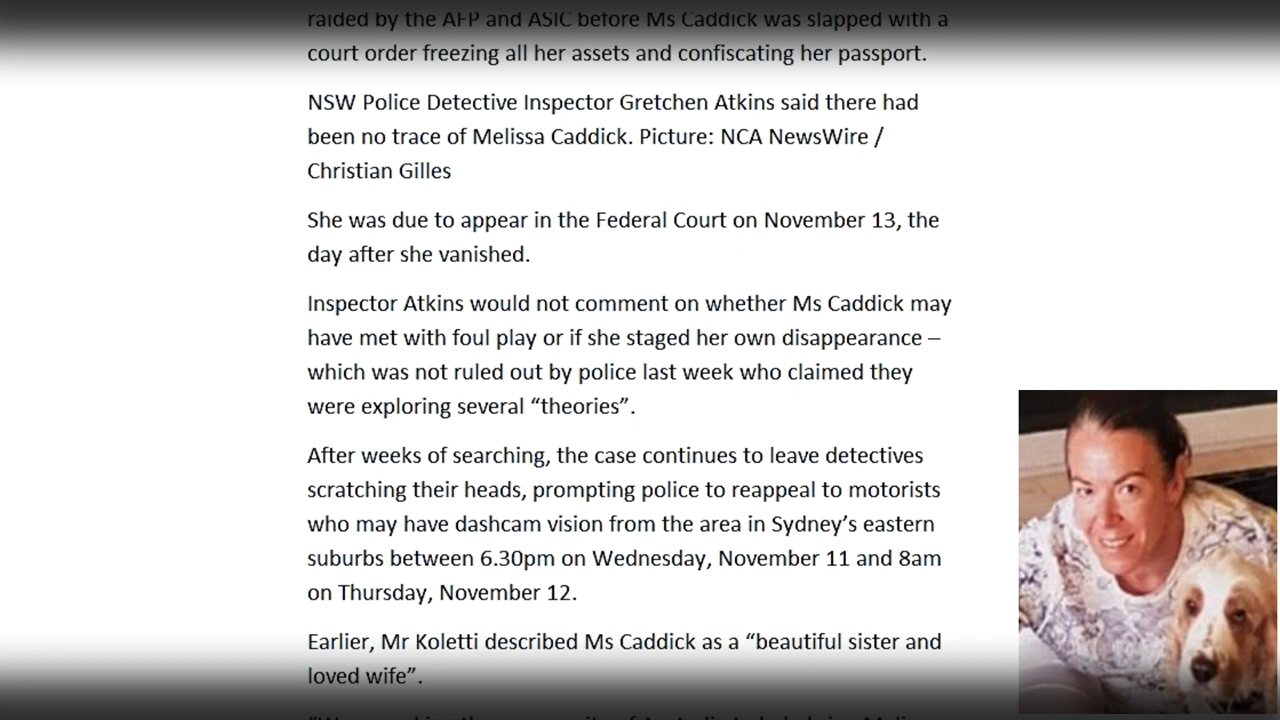 raided by the AFP and ASIC before Ms Caddick was slapped with a
court order freezing all her assets and confiscating her passport.
NSW Police Detective Inspector Gretchen Atkins said there had
been no trace of Melissa Caddick. Picture: NCA NewsWire /
Christian Gilles
She was due to appear in the Federal Court on November 13, the
day after she vanished.
Inspector Atkins would not comment on whether Ms Caddick may
have met with foul play or if she staged her own disappearance –
which was not ruled out by police last week who claimed they
were exploring several “theories”.
After weeks of searching, the case continues to leave detectives
scratching their heads, prompting police to reappeal to motorists
who may have dashcam vision from the area in Sydney’s eastern
suburbs between 6.30pm on Wednesday, November 11 and 8am
on Thursday, November 12.
Earlier, Mr Koletti described Ms Caddick as a “beautiful sister and
loved wife”.